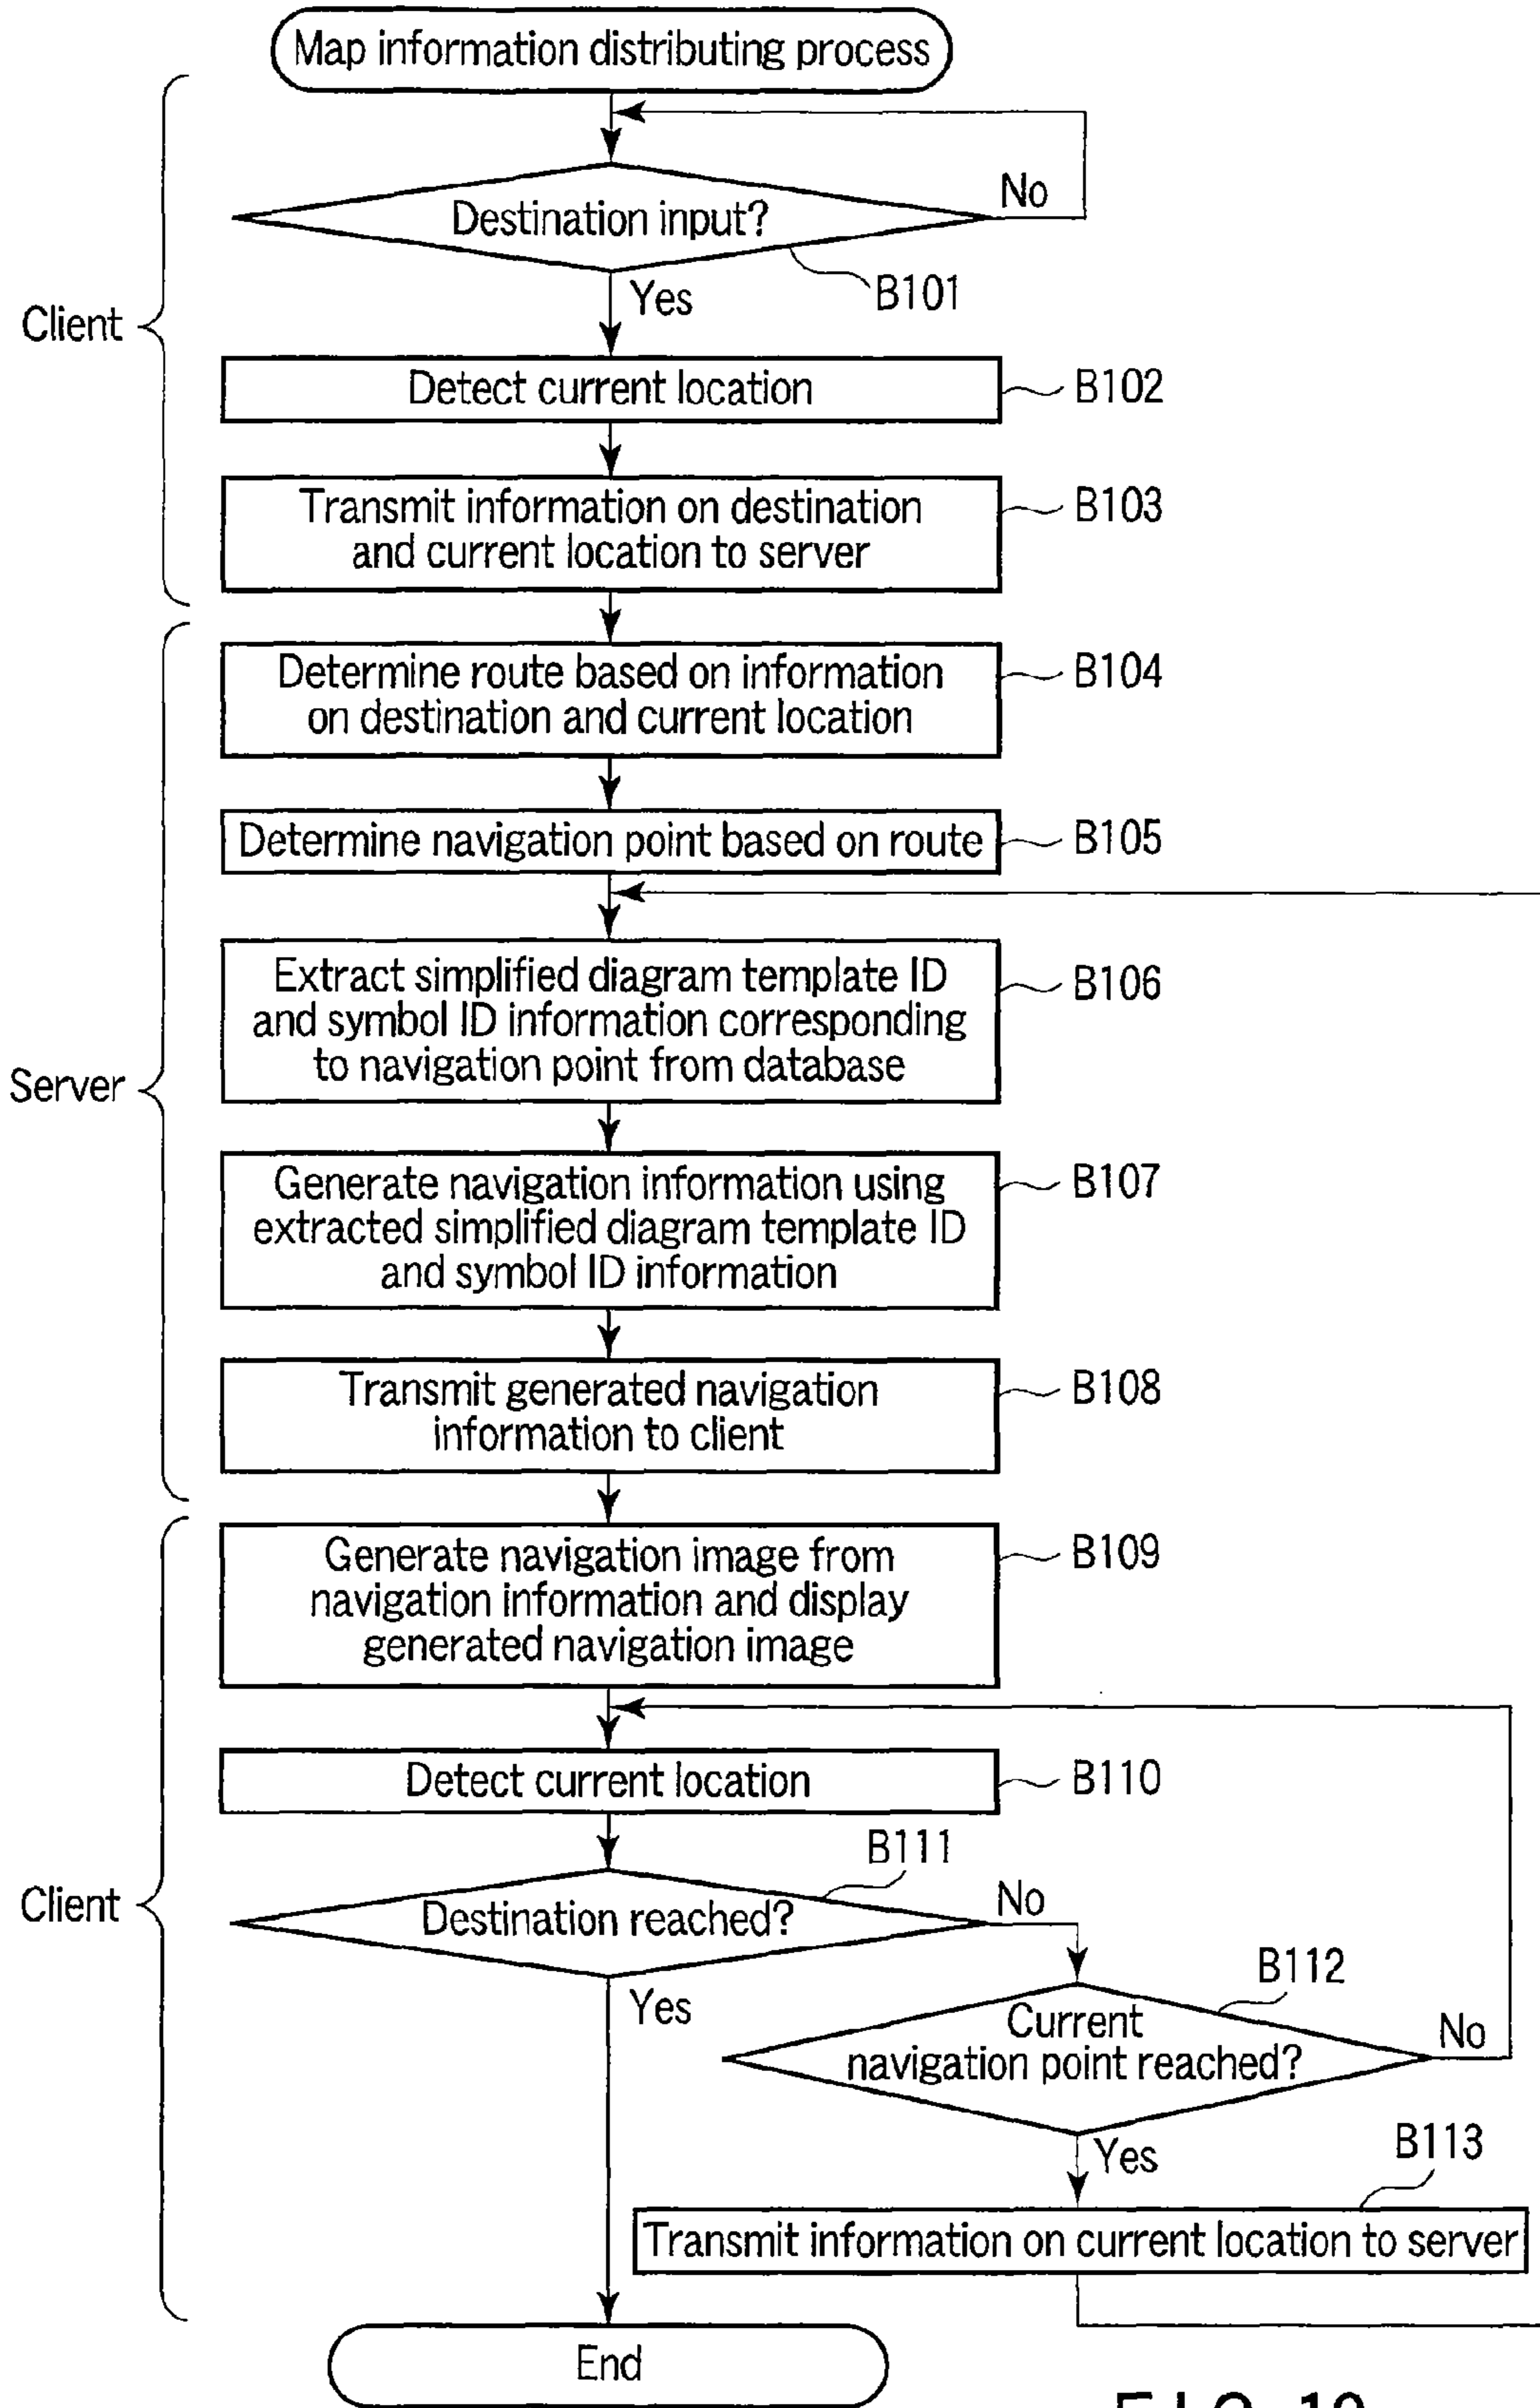 Map information distributing process
No
Destination input?
B101
Yes
Client
Detect current location
B102
Transmit information on destination
and current location to server
B103
Determine route based on information
on destination and current location
B104
Determine navigation point based on route
B105
Extract simplified diagram template ID
and symbol ID information corresponding
to navigation point from database
B106
Server
Generate navigation information using
extracted simplified diagram template ID
and symbol ID information
B107
Transmit generated navigation
information to client
B108
Generate navigation image from
navigation information and display
generated navigation image
B109
Detect current location
B110
B111
Client
Destination reached?
No
Yes
B112
Current
navigation point reached?
No
Yes
B113
Transmit information on current location to server
End